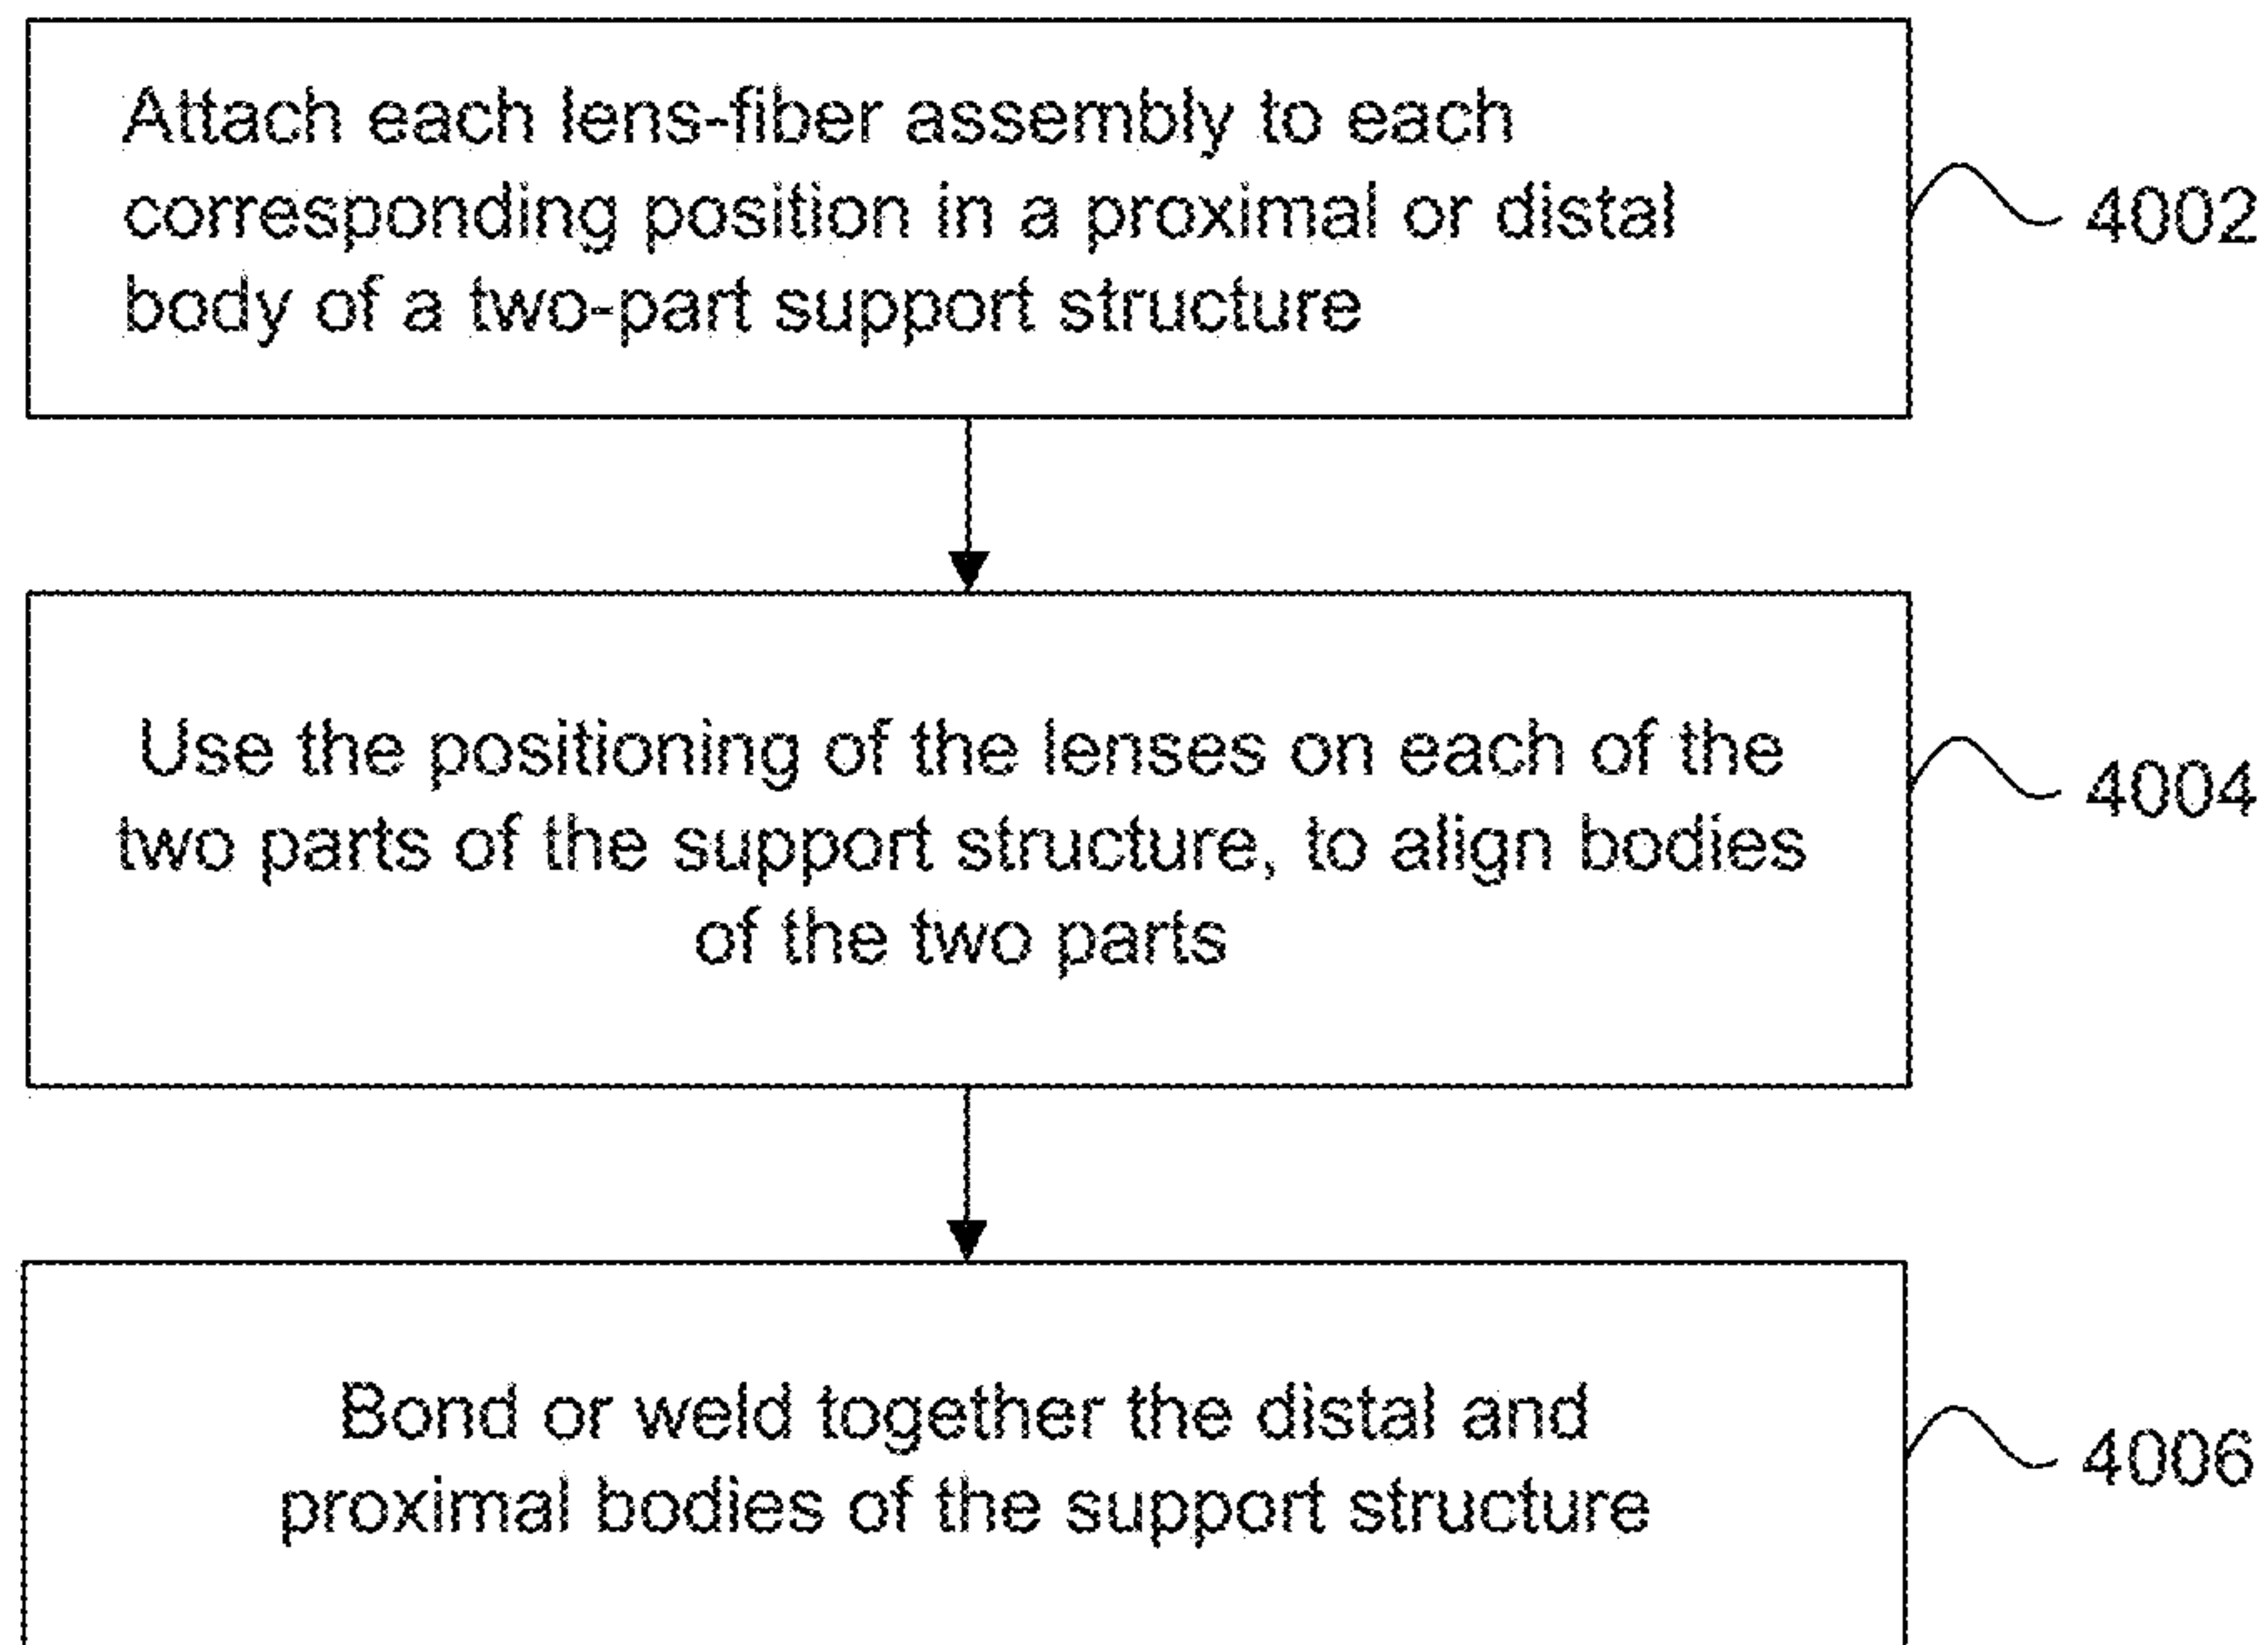 Attach each lens-fiber assembly to each
corresponding position in a proximal or distal
body of a two-part support structure
4002
Use the positioning of the lenses on each of the
two parts of the support structure, to align bodies
of the two parts
4004
Bond or weld together the distal and
proximal bodies of the support structure
4006